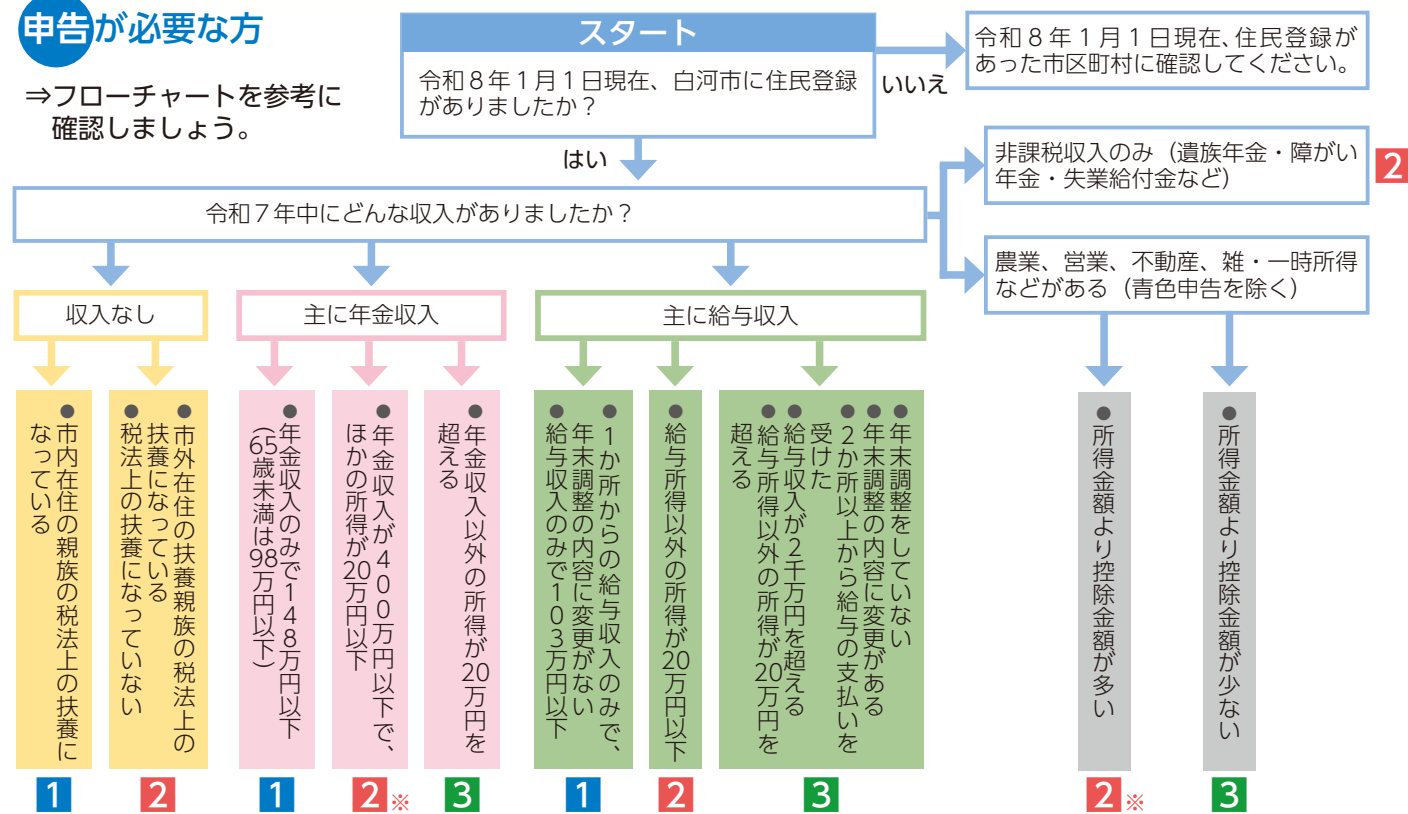 申告が必要な方
⇒フローチャートを参考に
確認しましょう。
スタート
令和8年1月1日現在、白河市に住民登録
がありましたか？
いいえ
令和8年1月1日現在、住民登録が
あった市区町村に確認してください。
はい
令和7年中にどんな収入がありましたか？
非課税収入のみ（遺族年金・障がい
年金・失業給付金など）
2
農業、営業、不動産、雑・一時所得
などがある（青色申告を除く）
収入なし
主に年金収入
主に給与収入
●市内在住の親族の税法上の扶養に
なっている
1
●市外在住の扶養親族の税法上の
扶養になっている
●税法上の扶養になっていない
2
●年金収入のみで148万円以下
（65歳未満は98万円以下）
1
●年金収入が400万円以下で、
ほかの所得が20万円以下
2※
●年金収入以外の所得が20万円を
超える
3
●1か所からの給与収入のみで、
年末調整の内容に変更がない
●給与収入のみで103万円以下
1
●給与所得以外の所得が20万円以下
2
●年末調整をしていない
●年末調整の内容に変更がある
●2か所以上から給与の支払いを
受けた
●給与収入が2千万円を超える
●給与所得以外の所得が20万円を
超える
3
●所得金額より控除金額が多い
2※
●所得金額より控除金額が少ない
3